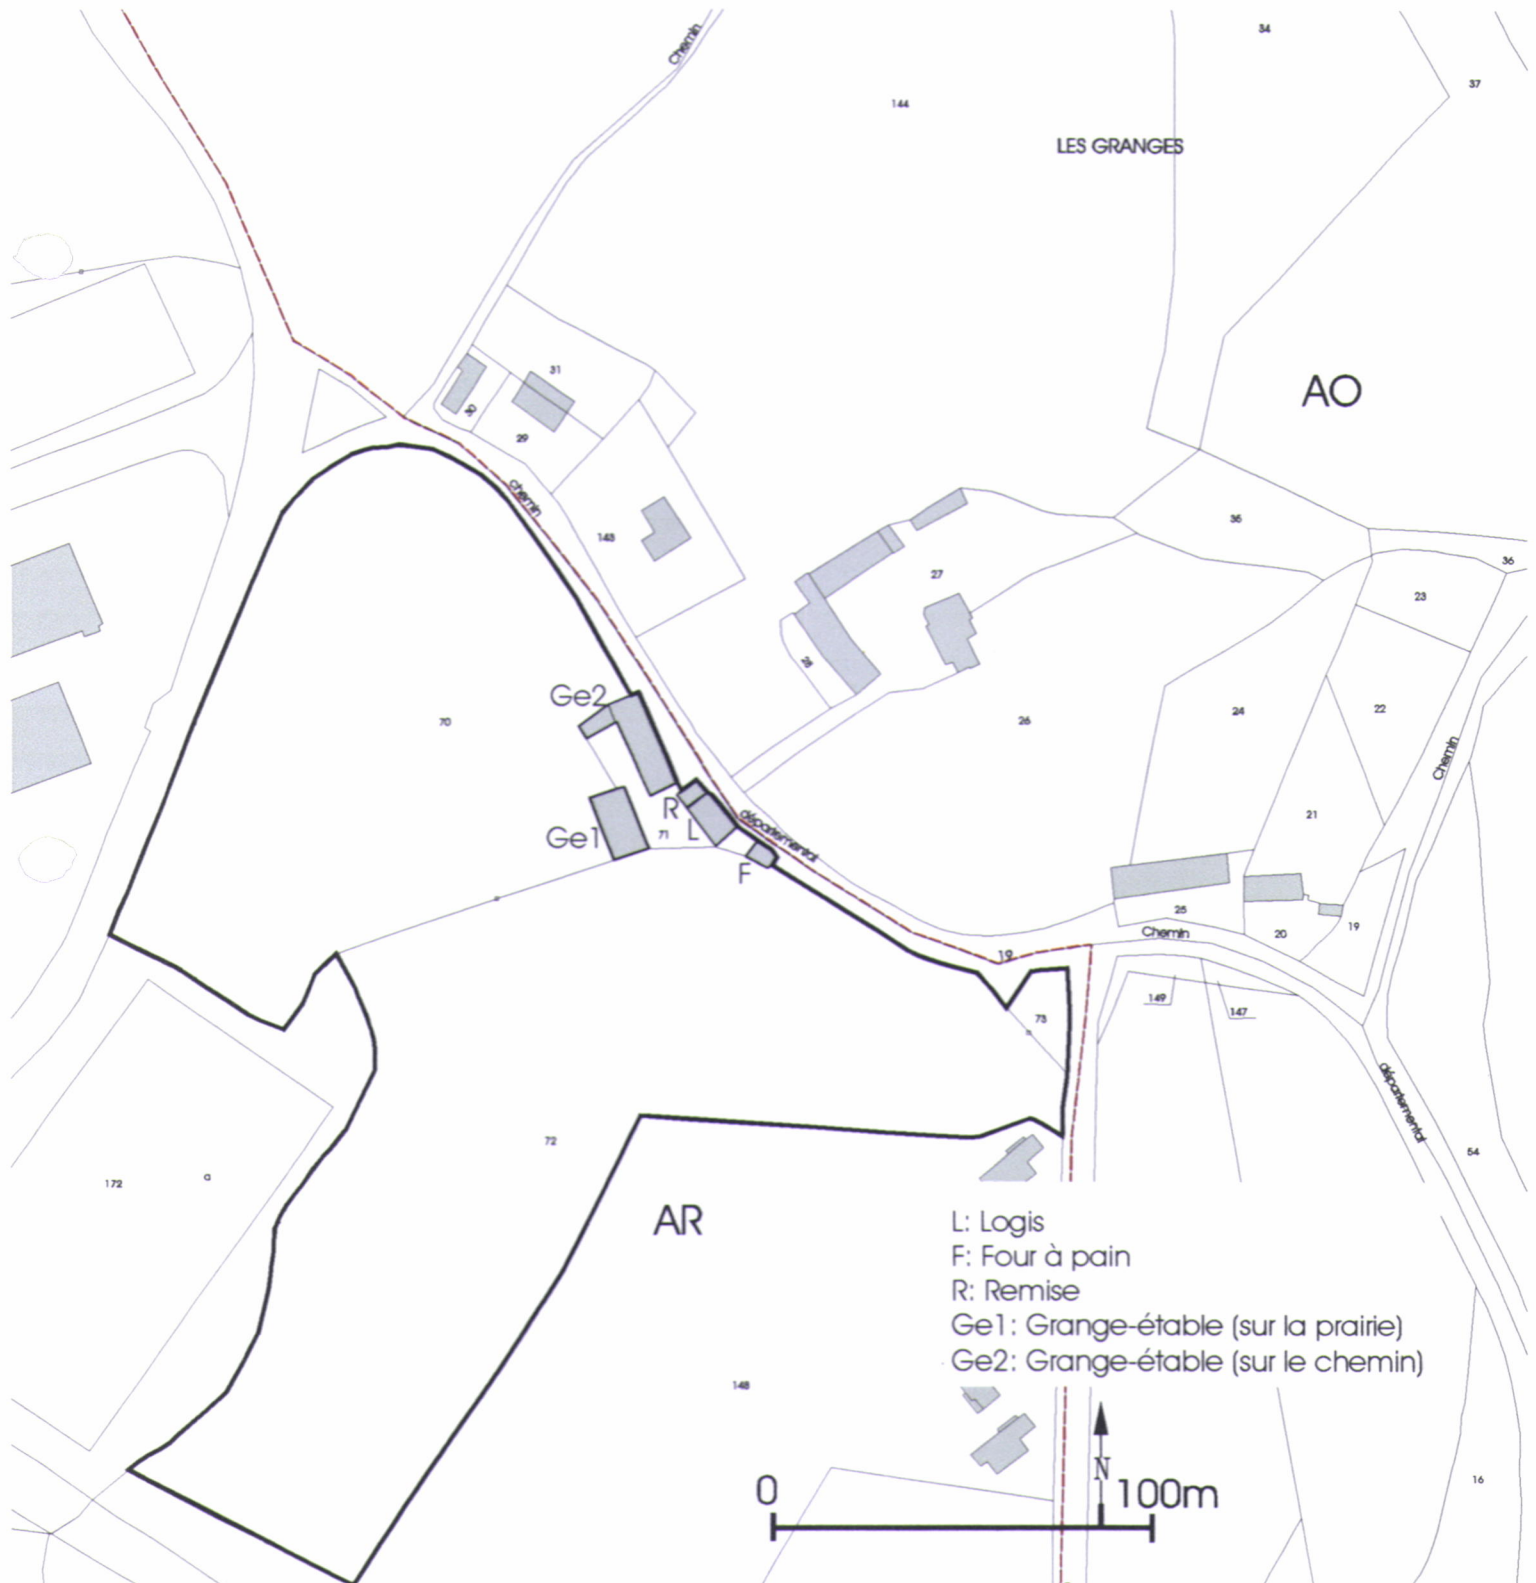 Chemin
34
37
144
LES GRANGES
31
30
29
AO
chemin
143
35
27
36
23
28
Ge2
70
26
24
22
Chemin
R
L
71
Ge1
départemental
F
21
25
20
19
Chemin
19
149
147
73
départemental
72
54
172
a
AR
L: Logis
F: Four à pain
R: Remise
Ge1: Grange-étable (sur la prairie)
Ge2: Grange-étable (sur le chemin)
148
N
0
100m
16